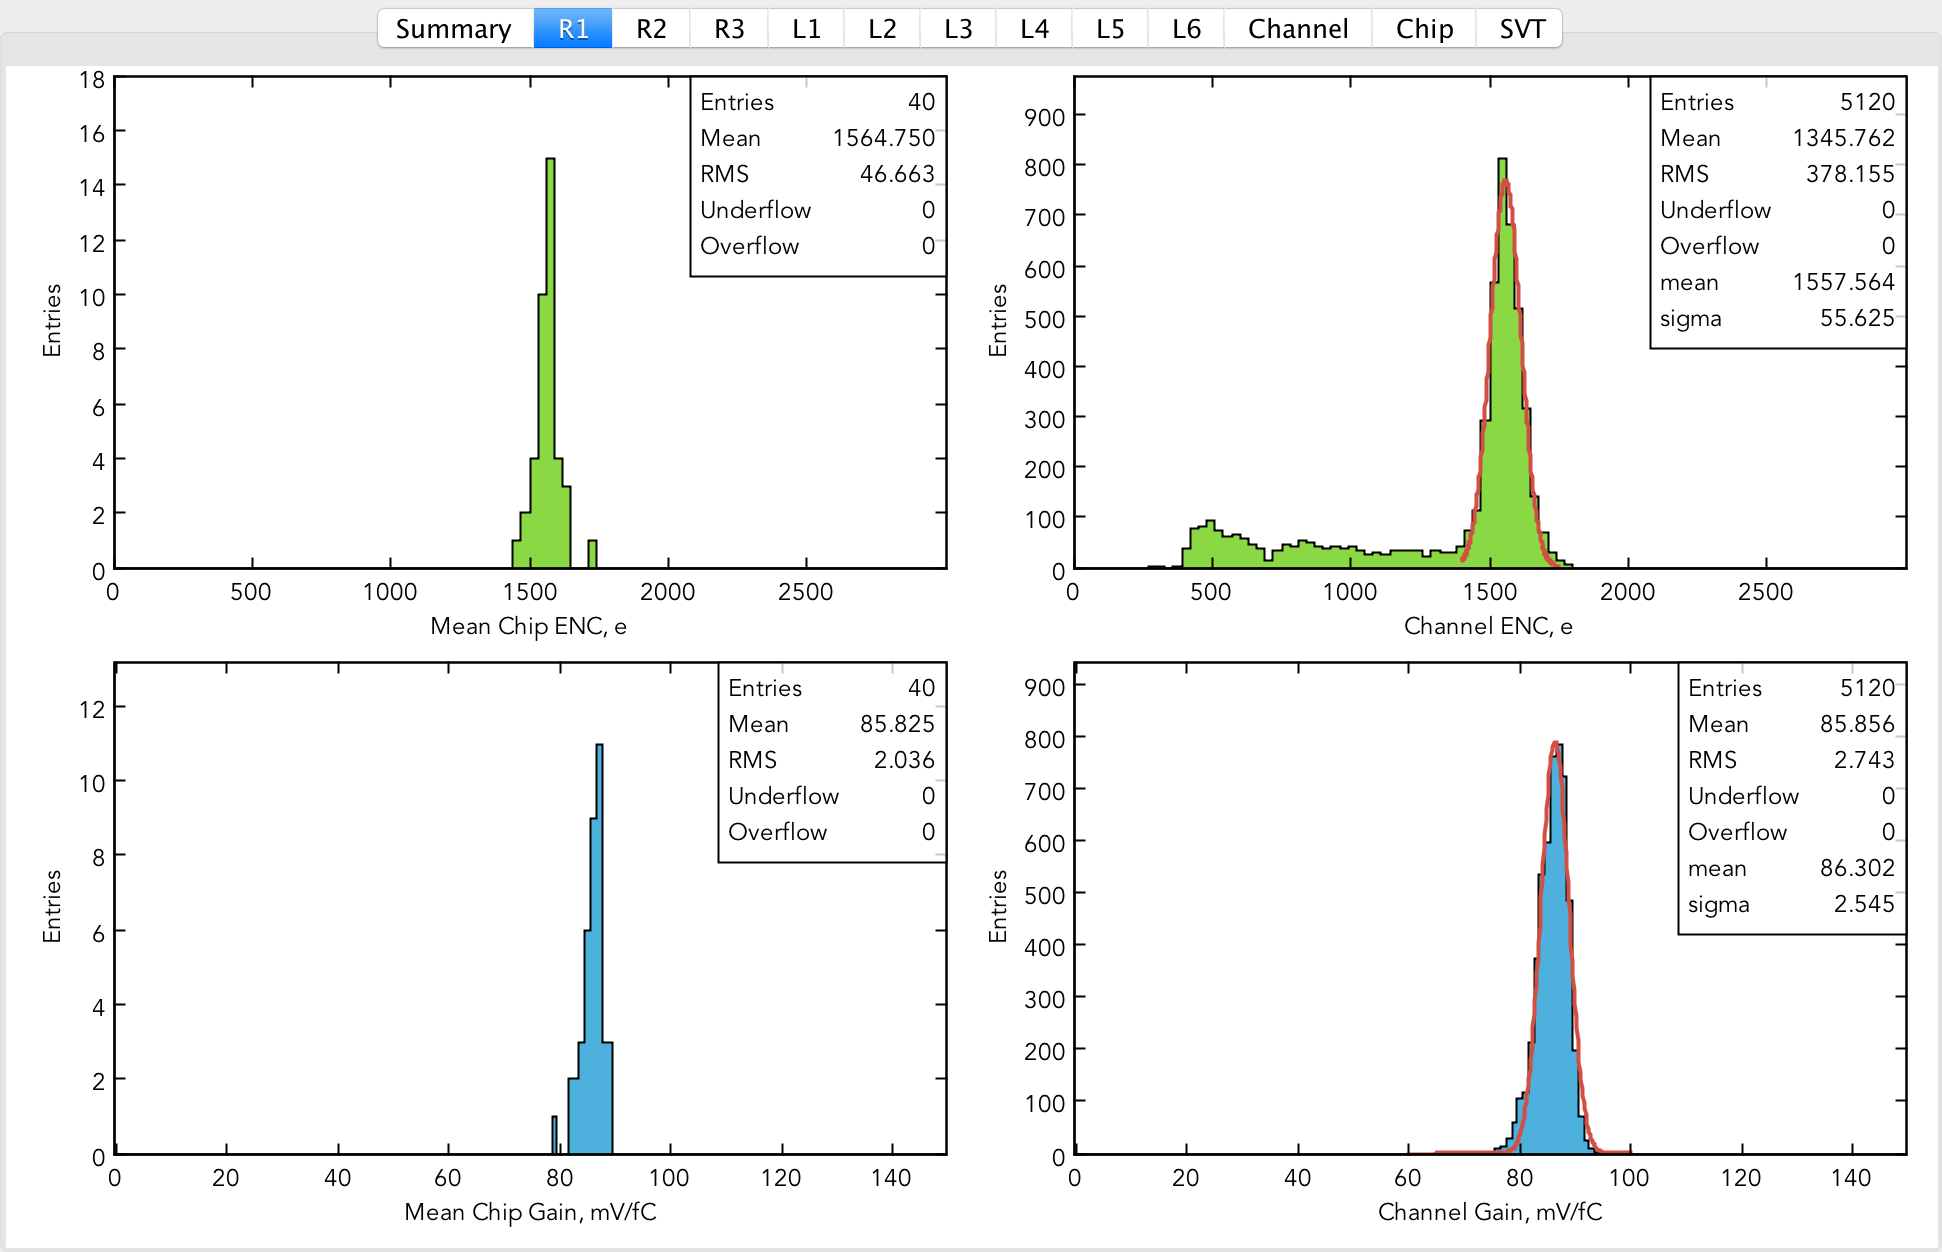 Summary R1 R2 R3 L1 L2 L3 L4 L5 L6 Channel Chip SVT
18
16
14
12
10
8
6
4
2
0
Entries
Entries 40
Mean 1564.750
RMS 46.663
Underflow 0
Overflow 0
0 500 1000 1500 2000 2500
Mean Chip ENC, e
900
800
700
600
500
400
300
200
100
0
Entries
Entries 5120
Mean 1345.762
RMS 378.155
Underflow 0
Overflow 0
mean 1557.564
sigma 55.625
0 500 1000 1500 2000 2500
Channel ENC, e
12
10
8
6
4
2
0
Entries
Entries 40
Mean 85.825
RMS 2.036
Underflow 0
Overflow 0
0 20 40 60 80 100 120 140
Mean Chip Gain, mV/fC
900
800
700
600
500
400
300
200
100
0
Entries
Entries 5120
Mean 85.856
RMS 2.743
Underflow 0
Overflow 0
mean 86.302
sigma 2.545
0 20 40 60 80 100 120 140
Channel Gain, mV/fC